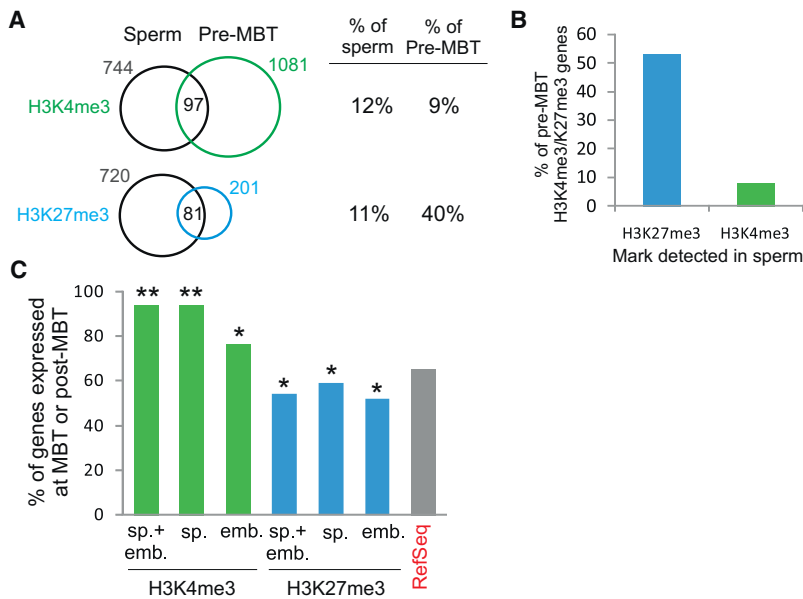 A
Sperm Pre-MBT
% of sperm
% of Pre-MBT
744
1081
H3K4me3
97
12% 9%
720
201
H3K27me3
81
11% 40%
B
% of pre-MBT
H3K4me3/K27me3 genes
60
50
40
30
20
10
0
H3K27me3 H3K4me3
Mark detected in sperm
C
% of genes expressed
at MBT or post-MBT
100
80
60
40
20
0
** ** * * * *
sp.+
emb.
sp.
emb.
sp.+
emb.
sp.
emb.
RefSeq
H3K4me3 H3K27me3